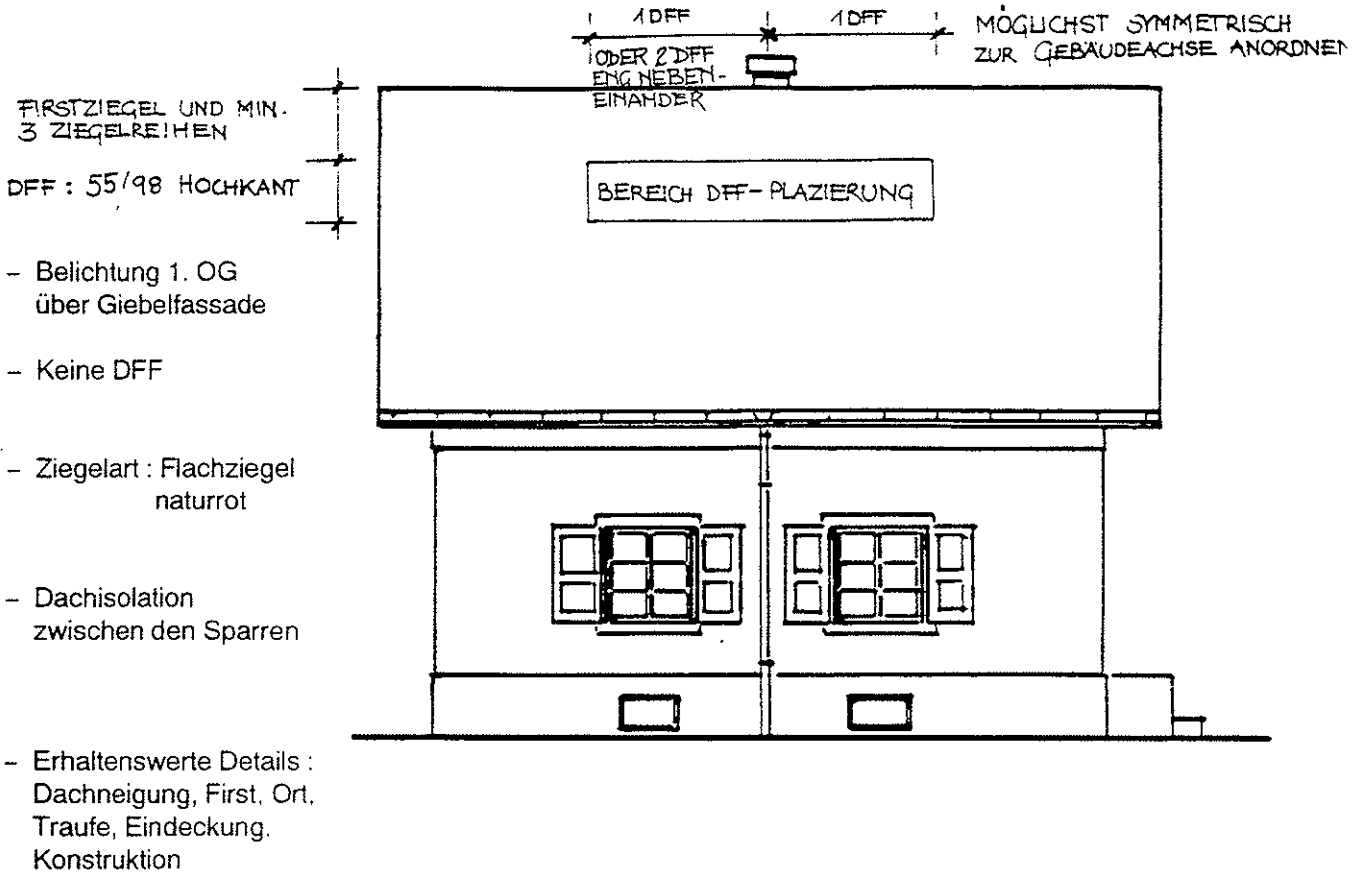 1 DFF
1 DFF
MÖGLICHST SYMMETRISCH
ZUR GEBÄUDEACHSE ANORDNEN
ODER 2 DFF
ENG NEBEN-
EINANDER
FIRSTZIEGEL UND MIN.
3 ZIEGELREIHEN
DFF : 55/98 HOCHKANT
BEREICH DFF-PLAZIERUNG
– Belichtung 1. OG
über Giebelfassade
– Keine DFF
– Ziegelart : Flachziegel
naturrot
– Dachisolation
zwischen den Sparren
– Erhaltenswerte Details :
Dachneigung, First, Ort,
Traufe, Eindeckung.
Konstruktion